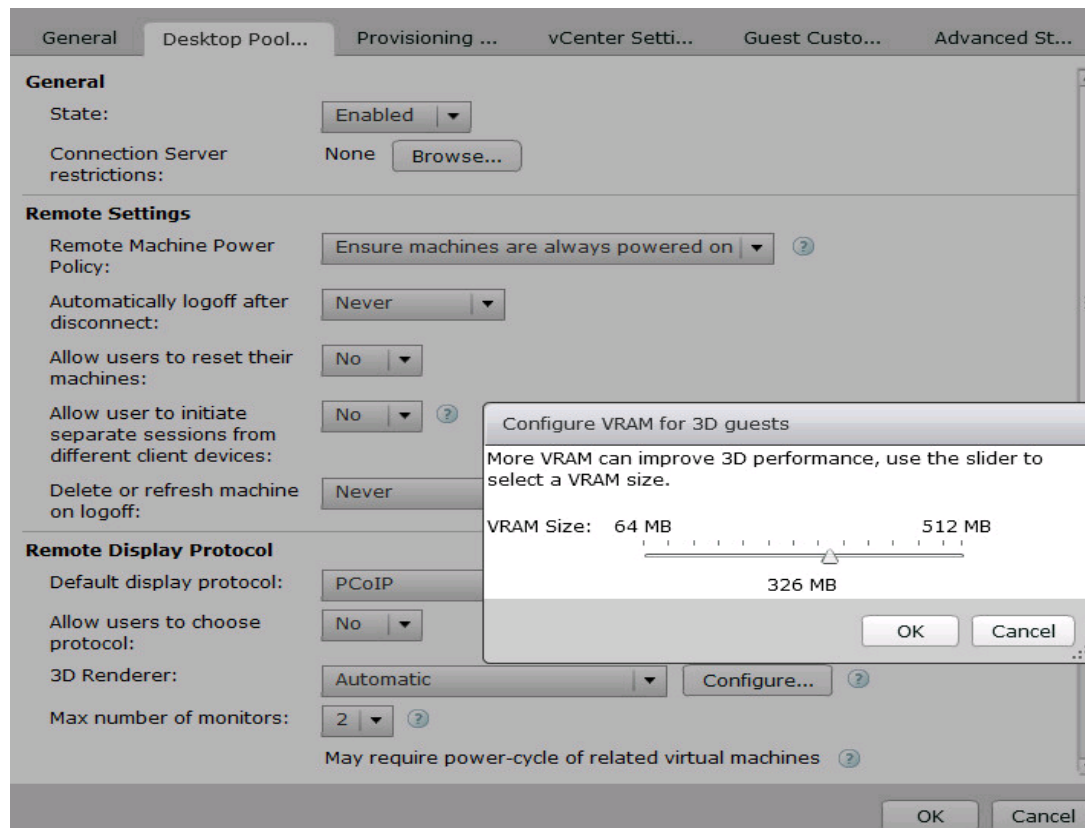 General Desktop Pool... Provisioning ... vCenter Setti... Guest Custo... Advanced St...
General
State: Enabled
Connection Server restrictions: None Browse...
Remote Settings
Remote Machine Power Policy: Ensure machines are always powered on ?
Automatically logoff after disconnect: Never
Allow users to reset their machines: No
Allow user to initiate separate sessions from different client devices: No ?
Delete or refresh machine on logoff: Never
Remote Display Protocol
Default display protocol: PCoIP
Allow users to choose protocol: No
3D Renderer: Automatic Configure... ?
Max number of monitors: 2 ?
May require power-cycle of related virtual machines ?
Configure VRAM for 3D guests
More VRAM can improve 3D performance, use the slider to
select a VRAM size.
VRAM Size: 64 MB 512 MB
326 MB
OK Cancel
OK Cancel